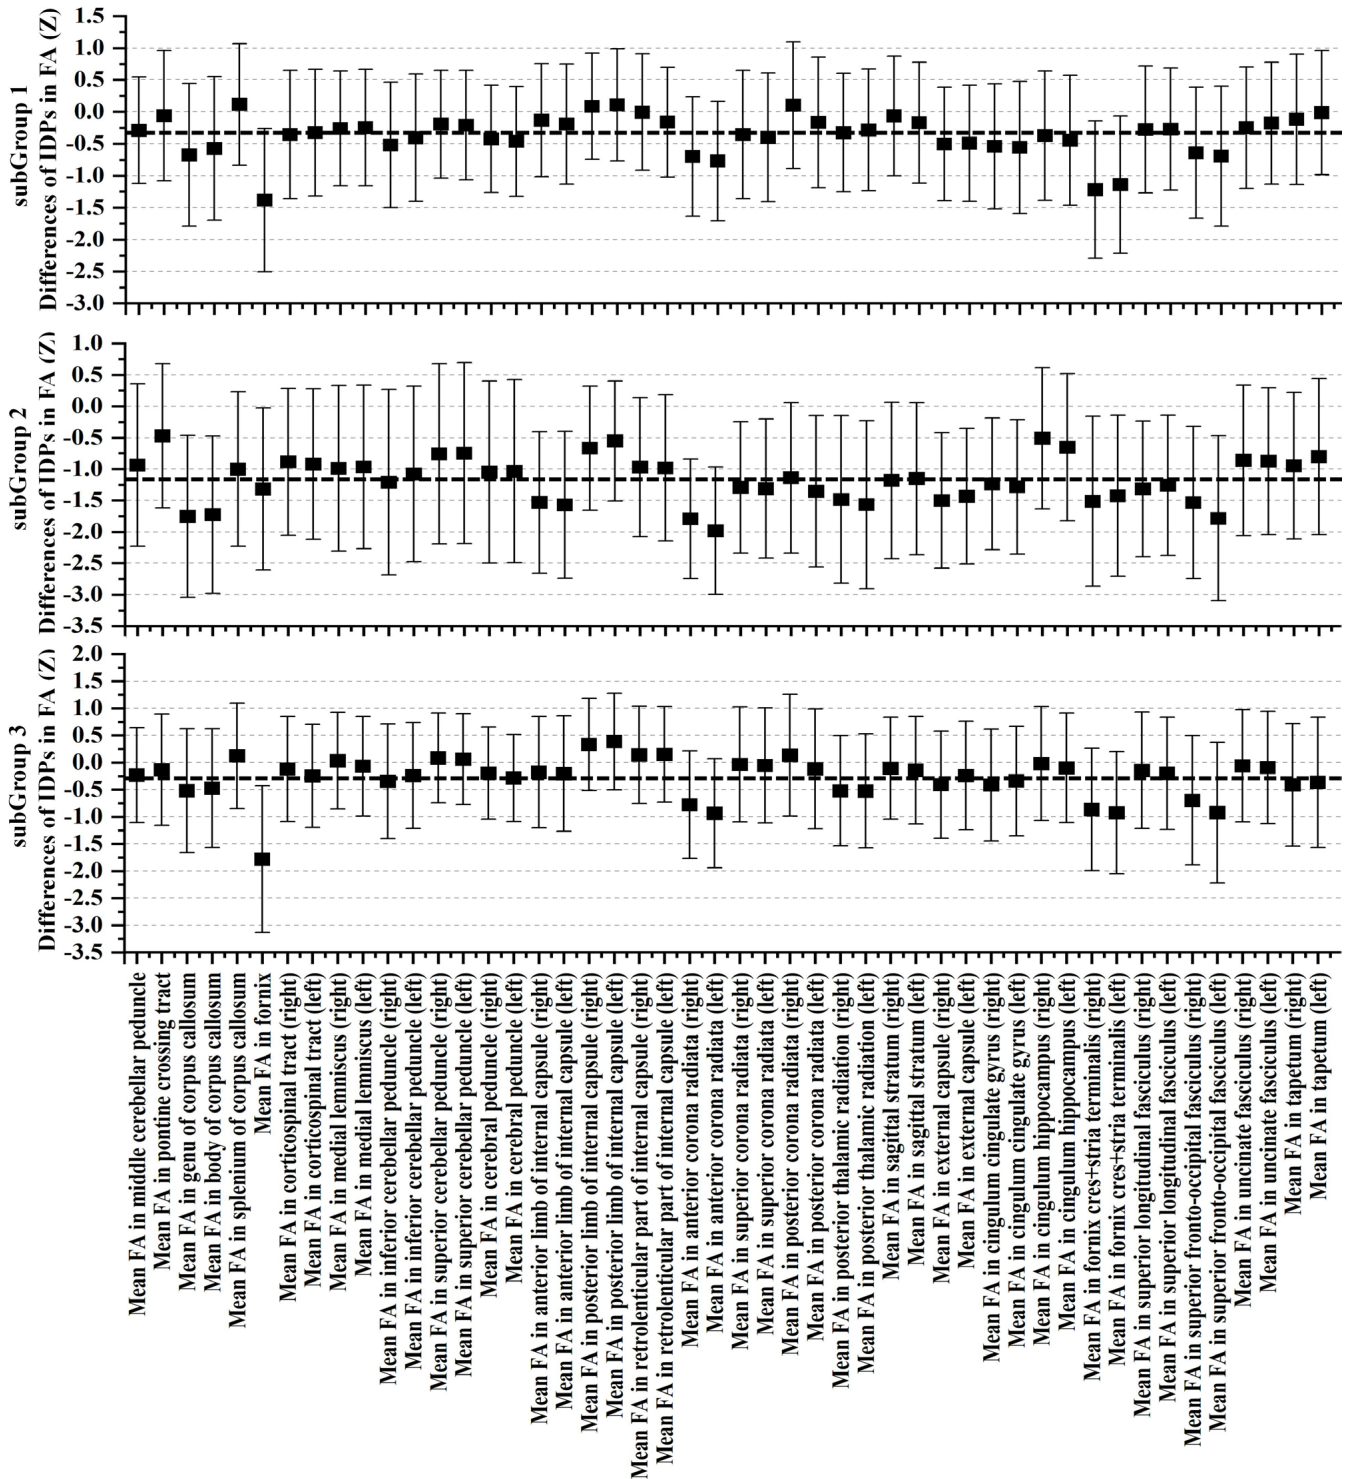 subGroup 1
Differences of IDPs in FA (Z)
1.5
1.0
0.5
0.0
-0.5
-1.0
-1.5
-2.0
-2.5
-3.0
subGroup 2
Differences of IDPs in FA (Z)
1.0
0.5
0.0
-0.5
-1.0
-1.5
-2.0
-2.5
-3.0
-3.5
subGroup 3
Differences of IDPs in FA (Z)
2.0
1.5
1.0
0.5
0.0
-0.5
-1.0
-1.5
-2.0
-2.5
-3.0
-3.5
Mean FA in middle cerebellar peduncle
Mean FA in pontine crossing tract
Mean FA in genu of corpus callosum
Mean FA in body of corpus callosum
Mean FA in splenium of corpus callosum
Mean FA in fornix
Mean FA in corticospinal tract (right)
Mean FA in corticospinal tract (left)
Mean FA in medial lemniscus (right)
Mean FA in medial lemniscus (left)
Mean FA in inferior cerebellar peduncle (right)
Mean FA in inferior cerebellar peduncle (left)
Mean FA in superior cerebellar peduncle (right)
Mean FA in superior cerebellar peduncle (left)
Mean FA in cerebral peduncle (right)
Mean FA in cerebral peduncle (left)
Mean FA in anterior limb of internal capsule (right)
Mean FA in anterior limb of internal capsule (left)
Mean FA in posterior limb of internal capsule (right)
Mean FA in posterior limb of internal capsule (left)
Mean FA in retrolenticular part of internal capsule (right)
Mean FA in retrolenticular part of internal capsule (left)
Mean FA in anterior corona radiata (right)
Mean FA in anterior corona radiata (left)
Mean FA in superior corona radiata (right)
Mean FA in superior corona radiata (left)
Mean FA in posterior corona radiata (right)
Mean FA in posterior corona radiata (left)
Mean FA in posterior thalamic radiation (right)
Mean FA in posterior thalamic radiation (left)
Mean FA in sagittal stratum (right)
Mean FA in sagittal stratum (left)
Mean FA in external capsule (right)
Mean FA in external capsule (left)
Mean FA in cingulum cingulate gyrus (right)
Mean FA in cingulum cingulate gyrus (left)
Mean FA in cingulum hippocampus (right)
Mean FA in cingulum hippocampus (left)
Mean FA in fornix cres+stria terminalis (right)
Mean FA in fornix cres+stria terminalis (left)
Mean FA in superior longitudinal fasciculus (right)
Mean FA in superior longitudinal fasciculus (left)
Mean FA in superior fronto-occipital fasciculus (right)
Mean FA in superior fronto-occipital fasciculus (left)
Mean FA in uncinate fasciculus (right)
Mean FA in uncinate fasciculus (left)
Mean FA in tapetum (right)
Mean FA in tapetum (left)